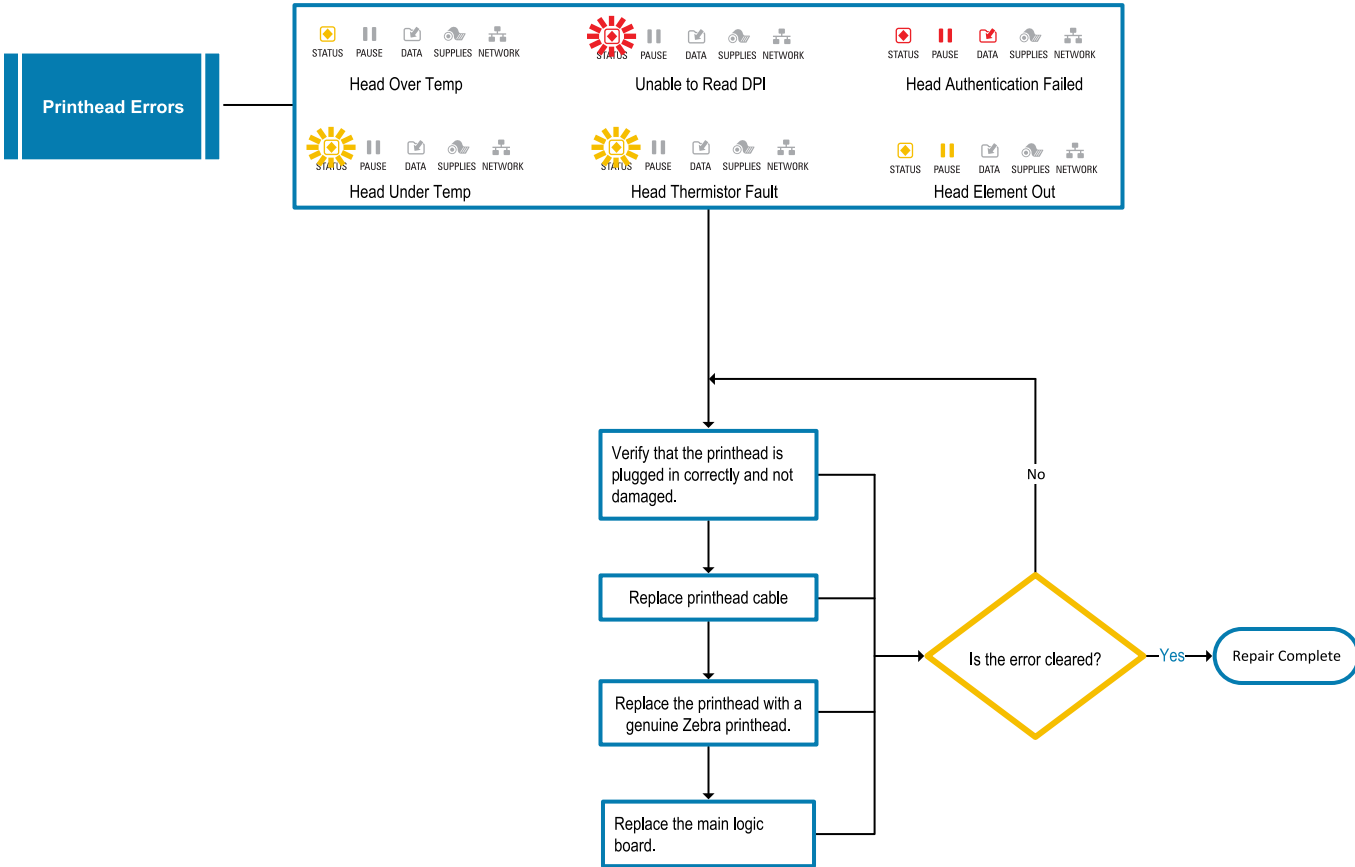 STATUS PAUSE DATA SUPPLIES NETWORK
Head Over Temp
STATUS PAUSE DATA SUPPLIES NETWORK
Unable to Read DPI
STATUS PAUSE DATA SUPPLIES NETWORK
Head Authentication Failed
Printhead Errors
STATUS PAUSE DATA SUPPLIES NETWORK
Head Under Temp
STATUS PAUSE DATA SUPPLIES NETWORK
Head Thermistor Fault
STATUS PAUSE DATA SUPPLIES NETWORK
Head Element Out
Verify that the printhead is
plugged in correctly and not
damaged.
No
Replace printhead cable
Is the error cleared?
Yes
Repair Complete
Replace the printhead with a
genuine Zebra printhead.
Replace the main logic
board.